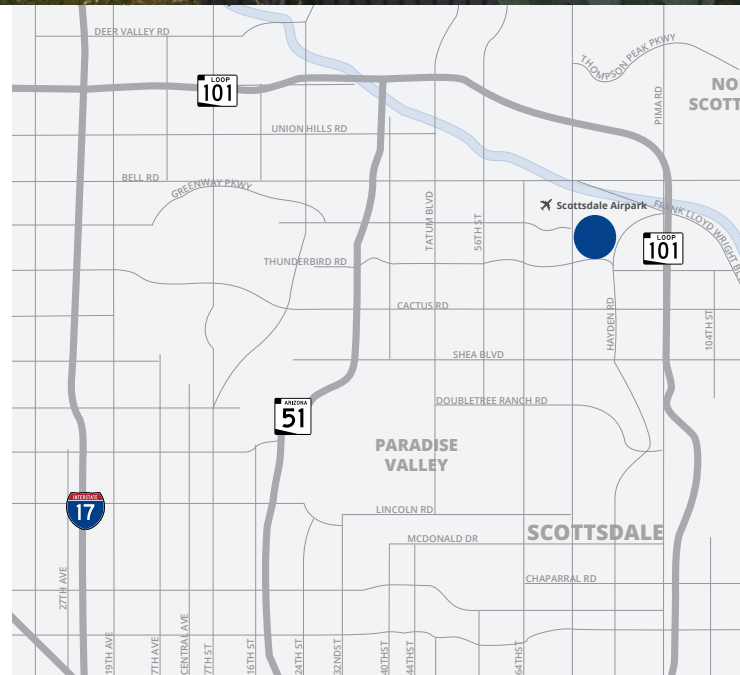 DEER VALLEY RD
THOMPSON PEAK PKWY
LOOP
101
NO
SCOTT
PIMA RD
UNION HILLS RD
BELL RD
GREENWAY PKWY
TATUM BLVD
56TH ST
Scottsdale Airpark
FRANK LLOYD WRIGHT BL
LOOP
101
THUNDERBIRD RD
CACTUS RD
HAYDEN RD
104TH ST
SHEA BLVD
ARIZONA
51
DOUBLETREE RANCH RD
PARADISE
VALLEY
INTERSTATE
17
LINCOLN RD
SCOTTSDALE
MCDONALD DR
CHAPARRAL RD
27TH AVE
19TH AVE
7TH AVE
CENTRAL AVE
7TH ST
16TH ST
24TH ST
32NDST
40THST
44THST
64THST